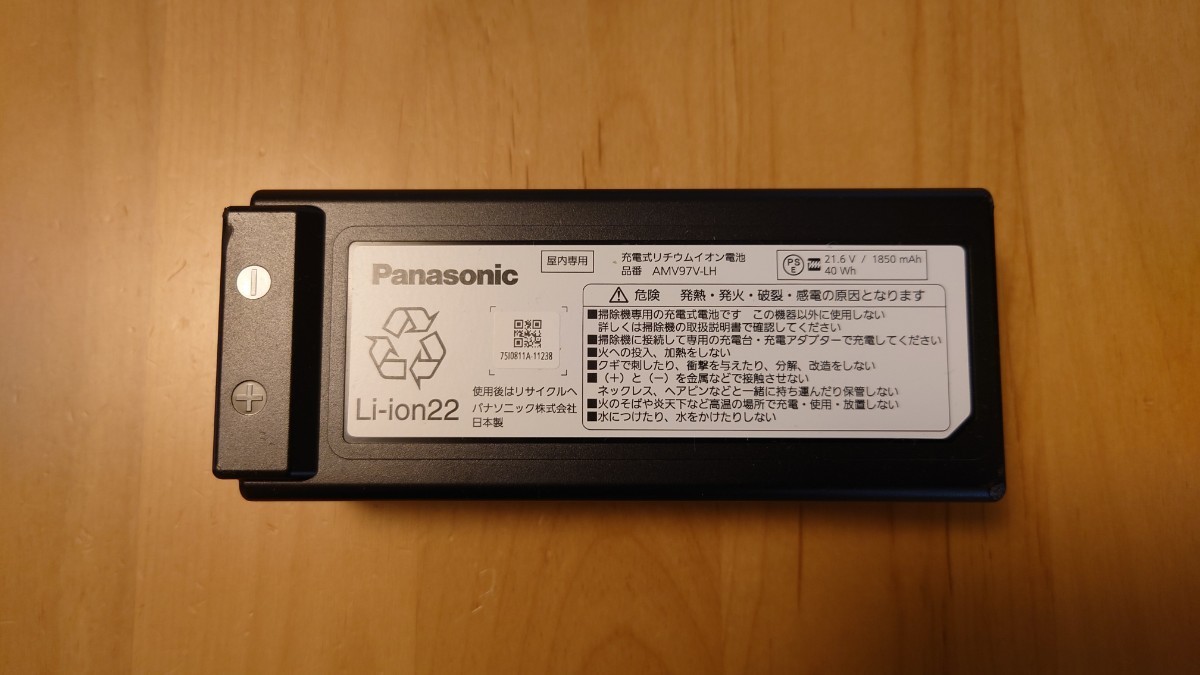 Panasonic
屋内専用
充電式リチウムイオン電池
品番 AMV97V-LH
PS
E
21.6 V / 1850 mAh
40 Wh
Li-ion22
75I0811A-11238
使用後はリサイクルへ
パナソニック株式会社
日本製
危険 発熱・発火・破裂・感電の原因となります
■掃除機専用の充電式電池です この機器以外に使用しない
詳しくは掃除機の取扱説明書で確認してください
■掃除機に接続して専用の充電台・充電アダプターで充電してください
■火への投入、加熱をしない
■クギで刺したり、衝撃を与えたり、分解、改造をしない
■(+)と(-)を金属などで接触させない
ネックレス、ヘアピンなどと一緒に持ち運んだり保管しない
■火のそばや炎天下など高温の場所で充電・使用・放置しない
■水につけたり、水をかけたりしない